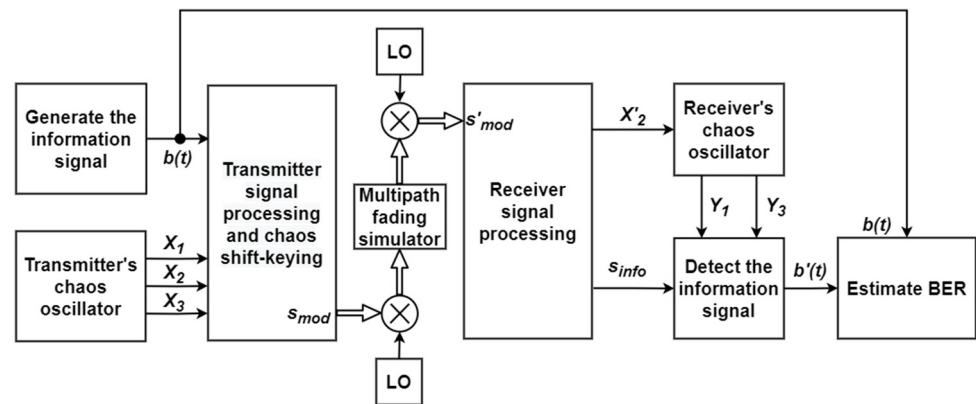 Generate the
information
signal
b(t)
Transmitter's
chaos
oscillator
X1
X2
X3
Transmitter
signal
processing
and chaos
shift-keying
smod
LO
Multipath
fading
simulator
LO
s'mod
Receiver
signal
processing
X'2
sinfo
Receiver's
chaos
oscillator
Y1
Y3
Detect the
information
signal
b'(t)
b(t)
Estimate BER